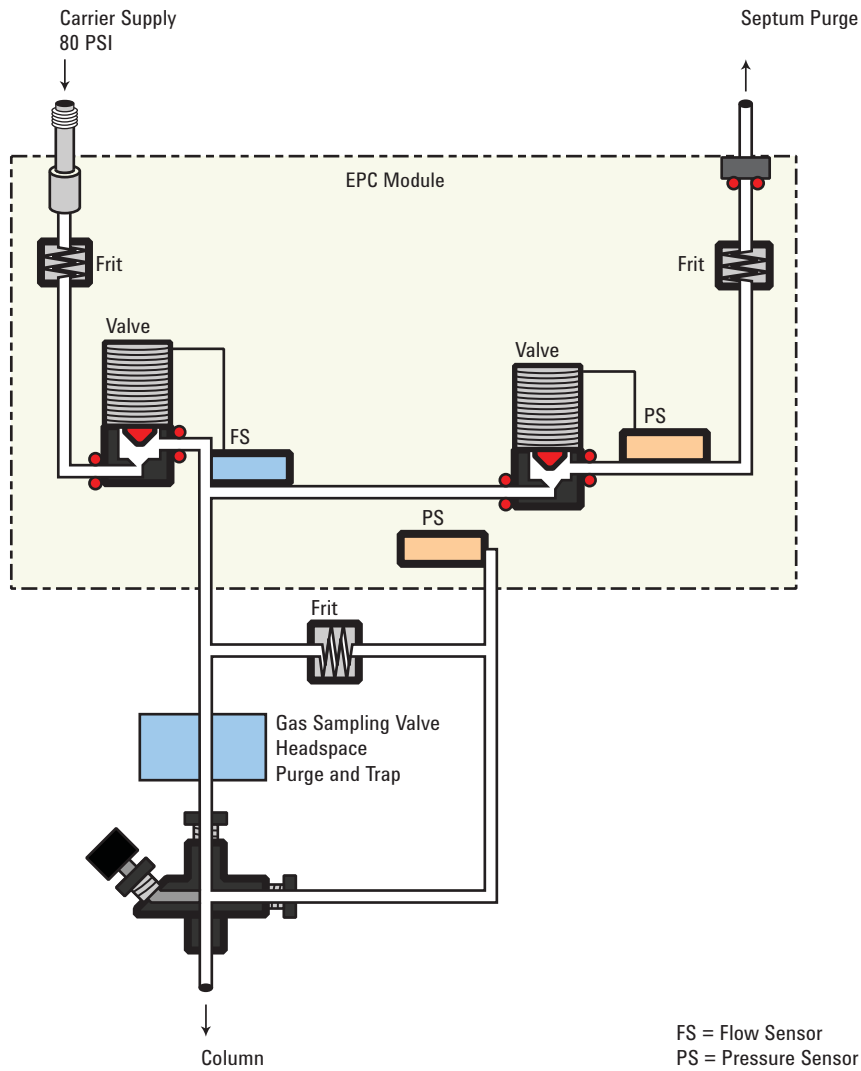 Carrier Supply
80 PSI
Septum Purge
EPC Module
Frit
Frit
Valve
Valve
FS
PS
PS
Frit
Gas Sampling Valve
Headspace
Purge and Trap
Column
FS = Flow Sensor
PS = Pressure Sensor